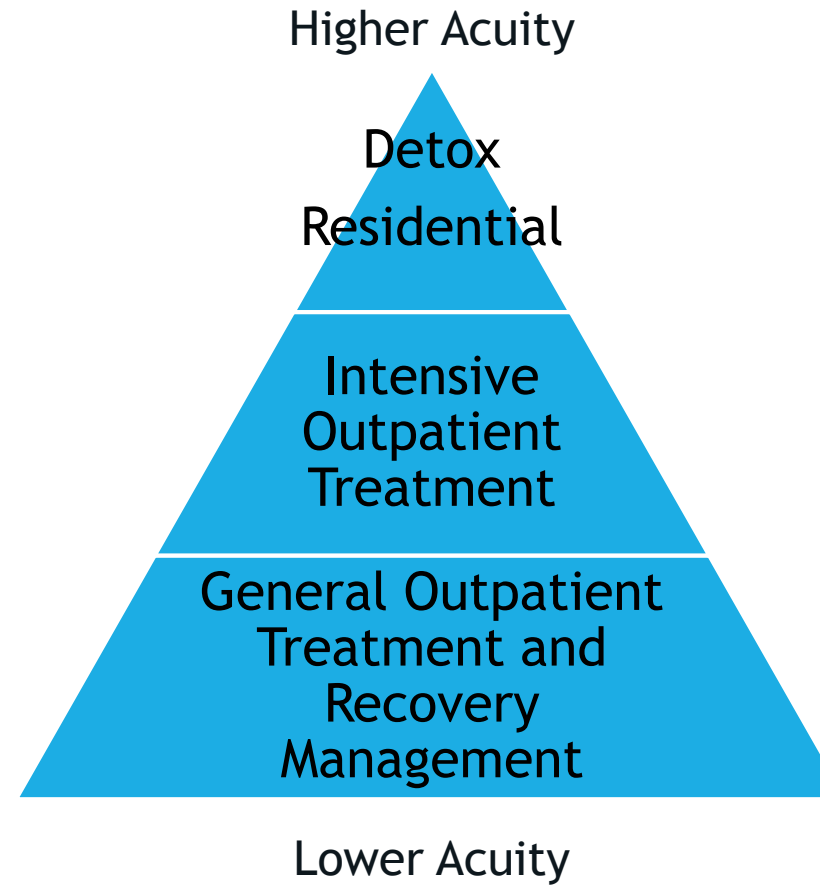 Higher Acuity
Detox
Residential
Intensive
Outpatient
Treatment
General Outpatient
Treatment and
Recovery
Management
Lower Acuity